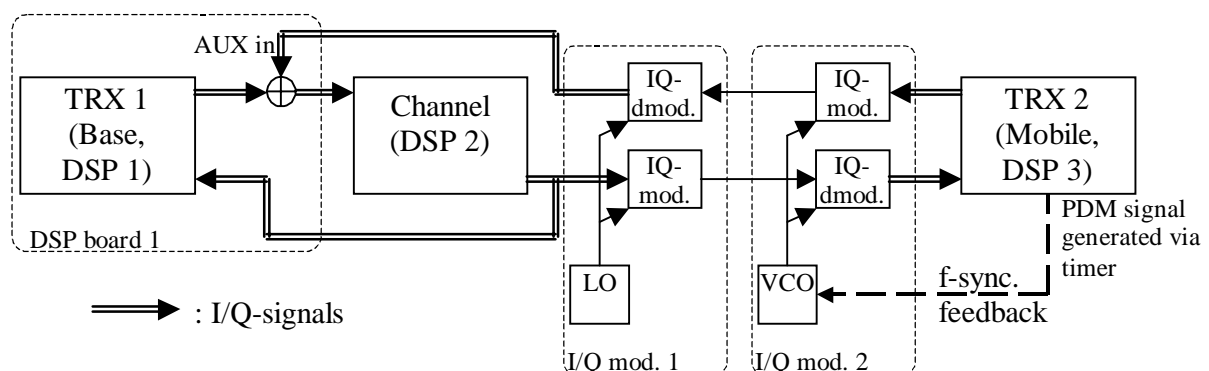 AUX in
TRX 1
(Base,
DSP 1)
DSP board 1
Channel
(DSP 2)
IQ-
dmod.
IQ-
mod.
IQ-
mod.
IQ-
dmod.
LO
VCO
TRX 2
(Mobile,
DSP 3)
PDM signal
generated via
timer
f-sync.
feedback
: I/Q-signals
I/Q mod. 1
I/Q mod. 2